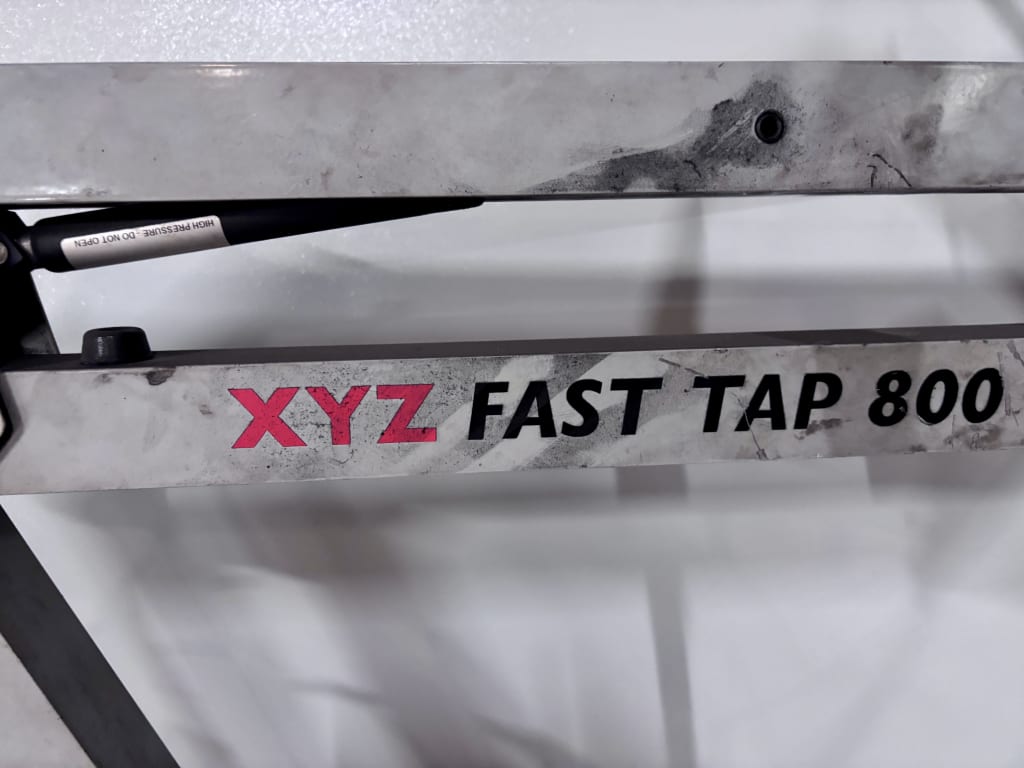 HIGH PRESSURE - DO NOT OPEN
XYZ FAST TAP 800